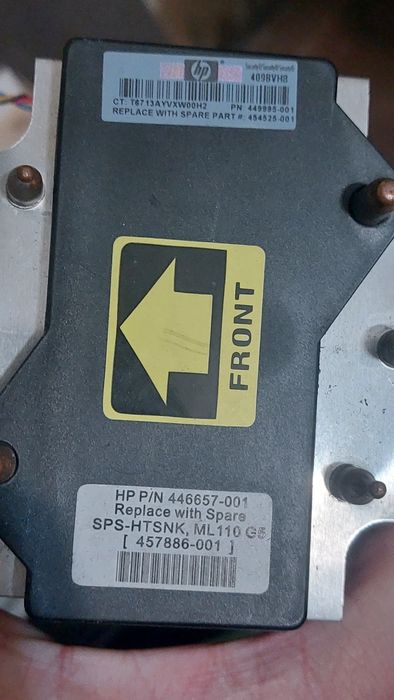 hp
409BVH8
CT: T6713AYVXW00H2 PN 449995-001
REPLACE WITH SPARE PART #: 454525-001
FRONT
HP P/N 446657-001
Replace with Spare
SPS-HTSNK, ML110 G5
[ 457886-001 ]